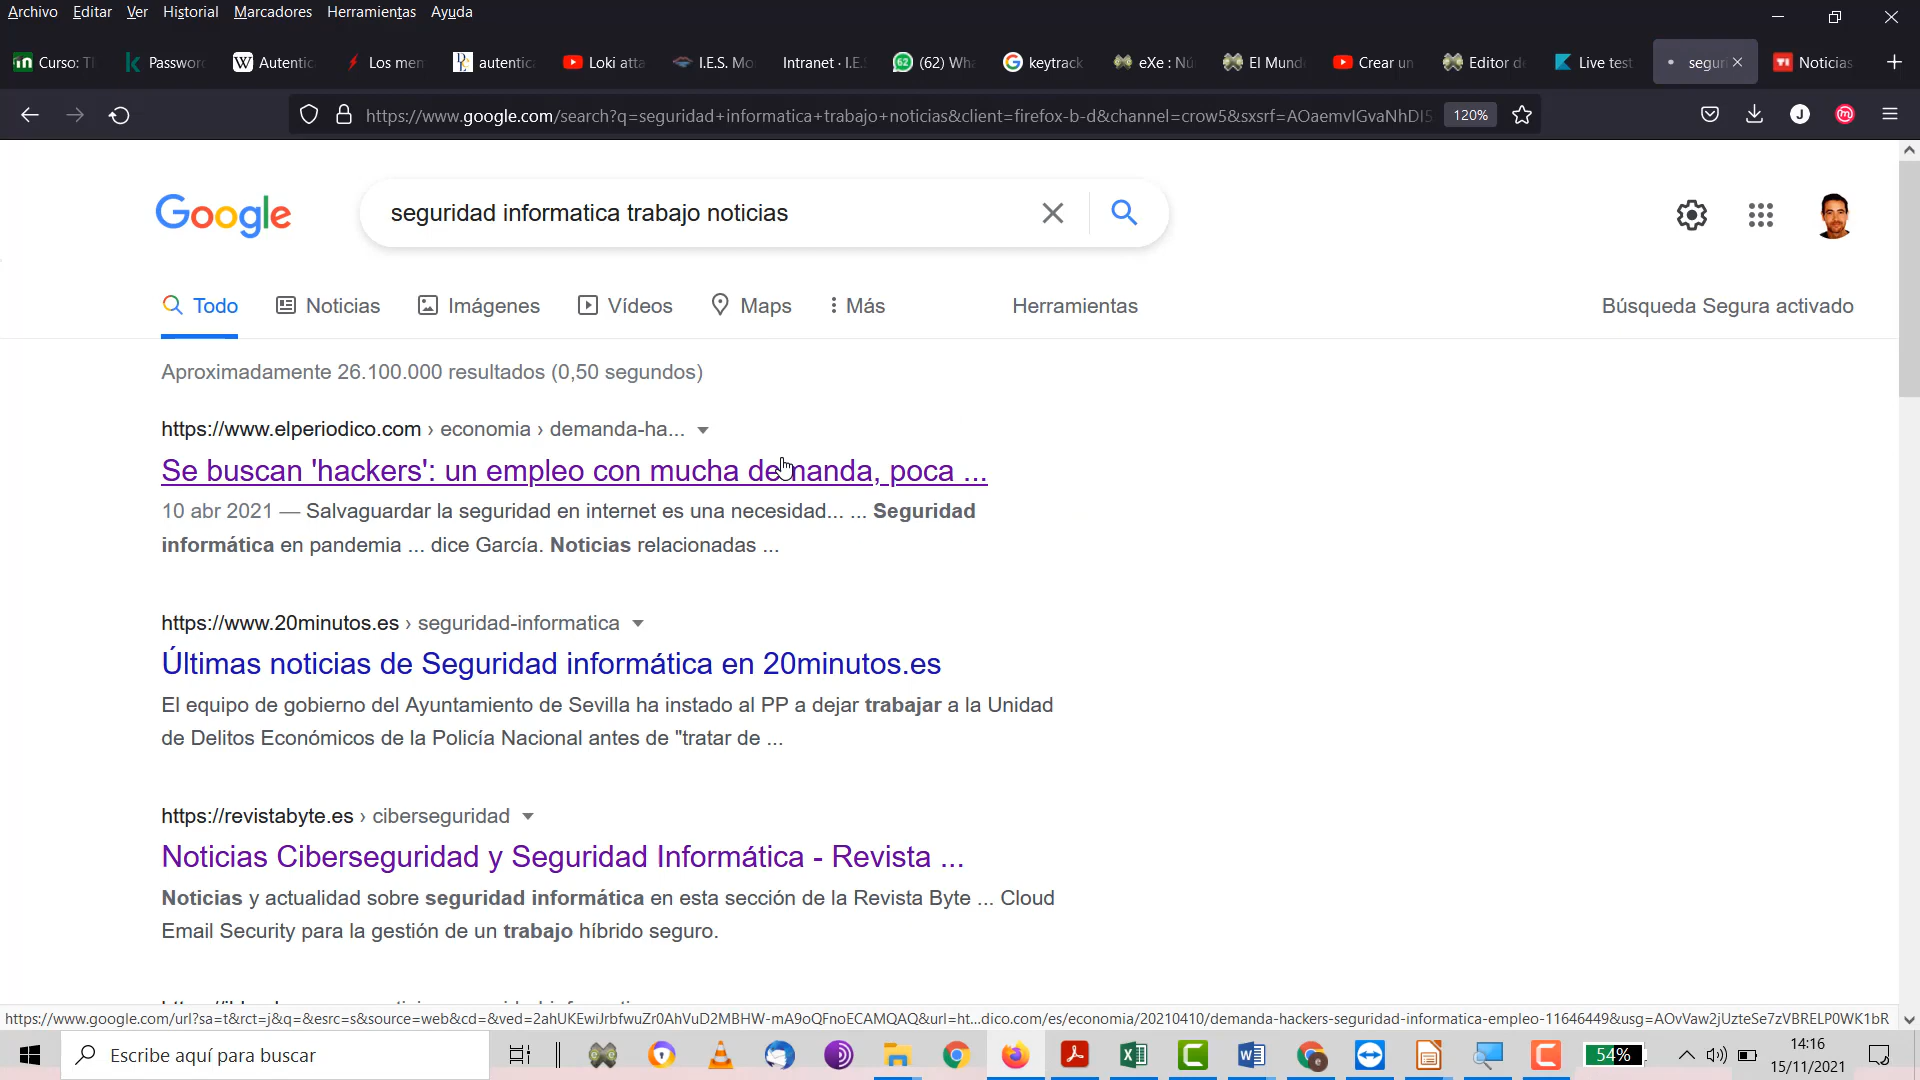 Archivo Editar Ver Historial Marcadores Herramientas Ayuda
Curso: T Passwor Autentic Los men autentica Loki atta I.E.S. Mo Intranet · I.E. (62) Wh keytrack eXe : Nú El Mund Crear un Editor d Live test segur Noticias
https://www.google.com/search?q=seguridad+informatica+trabajo+noticias&client=firefox-b-d&channel=crow5&sxsrf=AOaemvIGvaNhDI5 120% J
Google seguridad informatica trabajo noticias
Todo Noticias Imágenes Vídeos Maps Más Herramientas Búsqueda Segura activado
Aproximadamente 26.100.000 resultados (0,50 segundos)
https://www.elperiodico.com › economia › demanda-ha...
Se buscan 'hackers': un empleo con mucha demanda, poca ...
10 abr 2021 — Salvaguardar la seguridad en internet es una necesidad... ... Seguridad
informática en pandemia ... dice García. Noticias relacionadas ...
https://www.20minutos.es › seguridad-informatica
Últimas noticias de Seguridad informática en 20minutos.es
El equipo de gobierno del Ayuntamiento de Sevilla ha instado al PP a dejar trabajar a la Unidad
de Delitos Económicos de la Policía Nacional antes de "tratar de ...
https://revistabyte.es › ciberseguridad
Noticias Ciberseguridad y Seguridad Informática - Revista ...
Noticias y actualidad sobre seguridad informática en esta sección de la Revista Byte ... Cloud
Email Security para la gestión de un trabajo híbrido seguro.
https://www.google.com/url?sa=t&rct=j&q=&esrc=s&source=web&cd=&ved=2ahUKEwiJrbfwuZr0AhVuD2MBHW-mA9oQFnoECAMQAQ&url=ht...dico.com/es/economia/20210410/demanda-hackers-seguridad-informatica-empleo-11646449&usg=AOvVaw2jUzteSe7zVBRELP0WK1bR
Escribe aquí para buscar 54% 14:16
15/11/2021